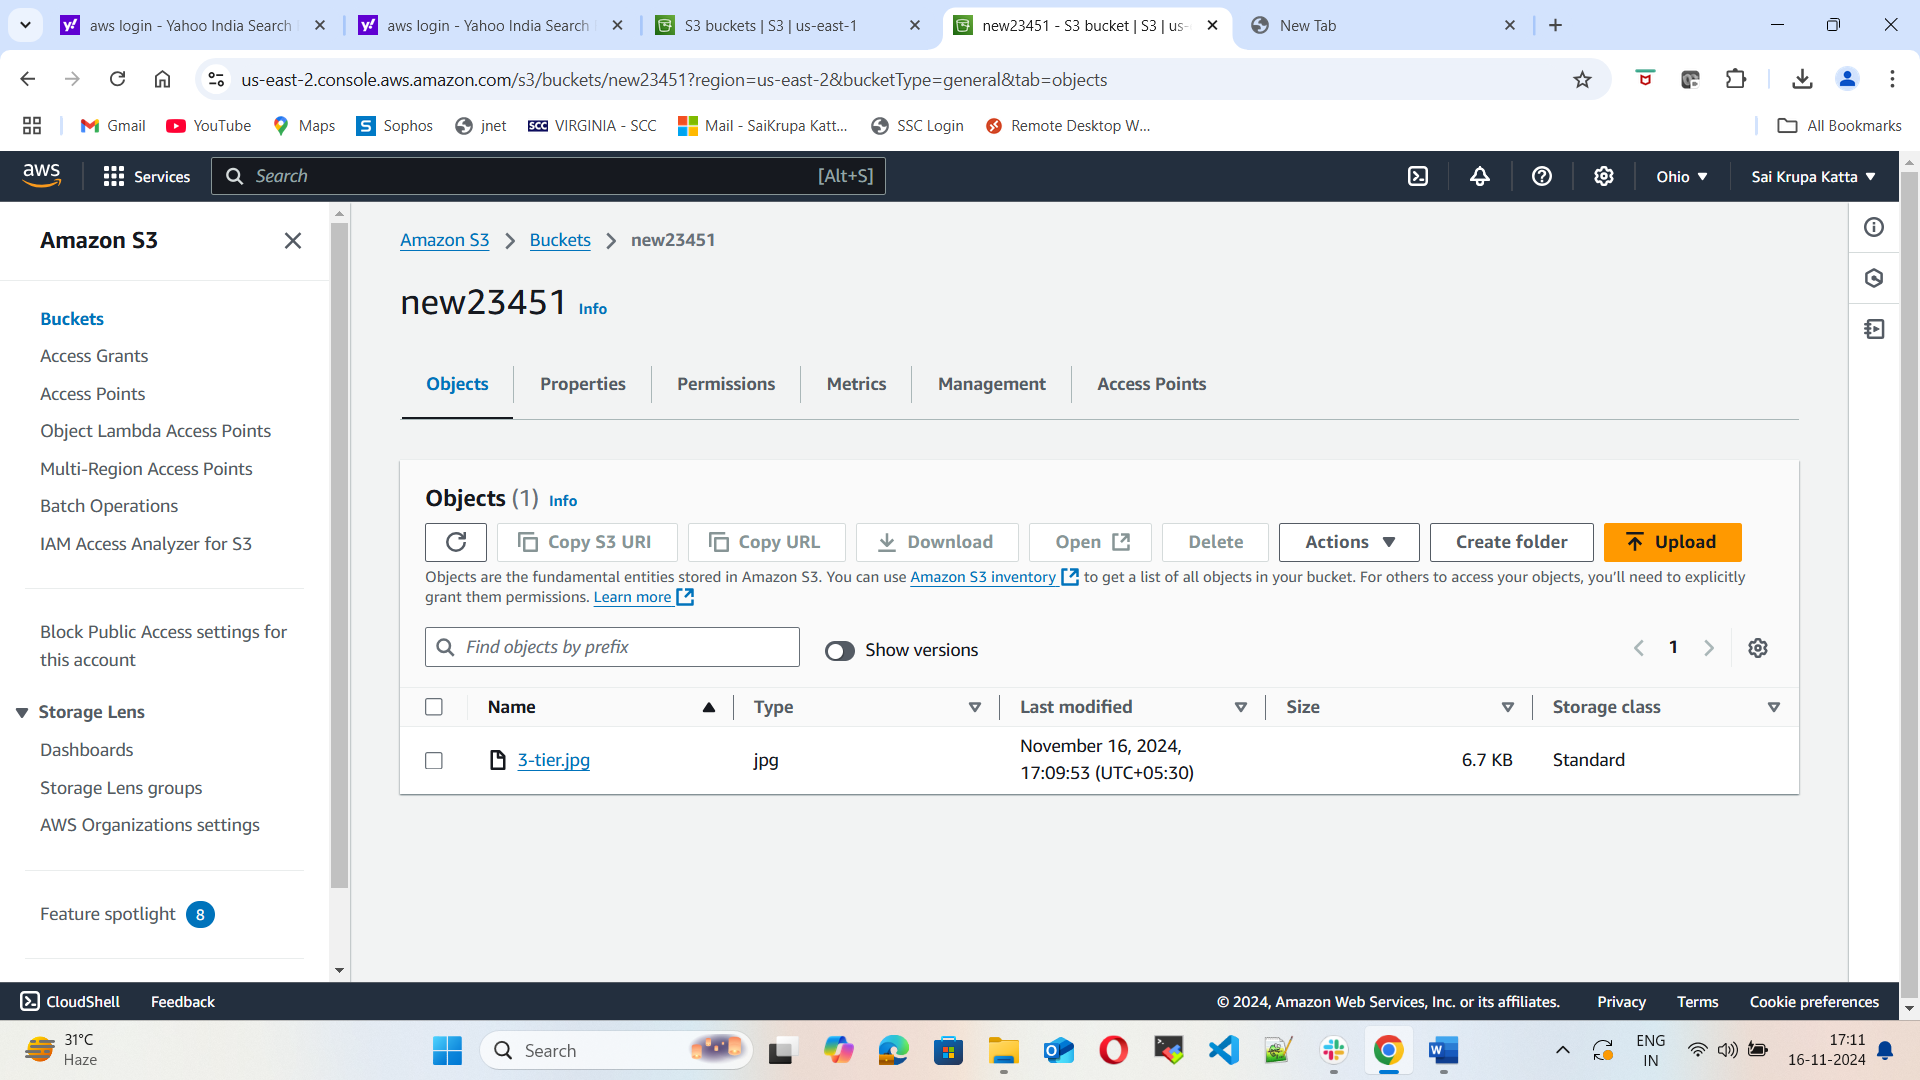 aws login - Yahoo India Search
aws login - Yahoo India Search
S3 buckets | S3 | us-east-1
new23451 - S3 bucket | S3 | us-
New Tab
us-east-2.console.aws.amazon.com/s3/buckets/new23451?region=us-east-2&bucketType=general&tab=objects
Gmail
YouTube
Maps
Sophos
jnet
SCC VIRGINIA - SCC
Mail - SaiKrupa Katt...
SSC Login
Remote Desktop W...
All Bookmarks
aws
Services
Search
[Alt+S]
Ohio
Sai Krupa Katta
Amazon S3
Buckets
Access Grants
Access Points
Object Lambda Access Points
Multi-Region Access Points
Batch Operations
IAM Access Analyzer for S3
Block Public Access settings for
this account
Storage Lens
Dashboards
Storage Lens groups
AWS Organizations settings
Feature spotlight 8
Amazon S3 > Buckets > new23451
new23451 Info
Objects
Properties
Permissions
Metrics
Management
Access Points
Objects (1) Info
Copy S3 URI
Copy URL
Download
Open
Delete
Actions
Create folder
Upload
Objects are the fundamental entities stored in Amazon S3. You can use Amazon S3 inventory to get a list of all objects in your bucket. For others to access your objects, you’ll need to explicitly
grant them permissions. Learn more
Find objects by prefix
Show versions
1
Name
Type
Last modified
Size
Storage class
3-tier.jpg
jpg
November 16, 2024,
17:09:53 (UTC+05:30)
6.7 KB
Standard
CloudShell
Feedback
© 2024, Amazon Web Services, Inc. or its affiliates.
Privacy
Terms
Cookie preferences
31°C
Haze
Search
ENG
IN
17:11
16-11-2024